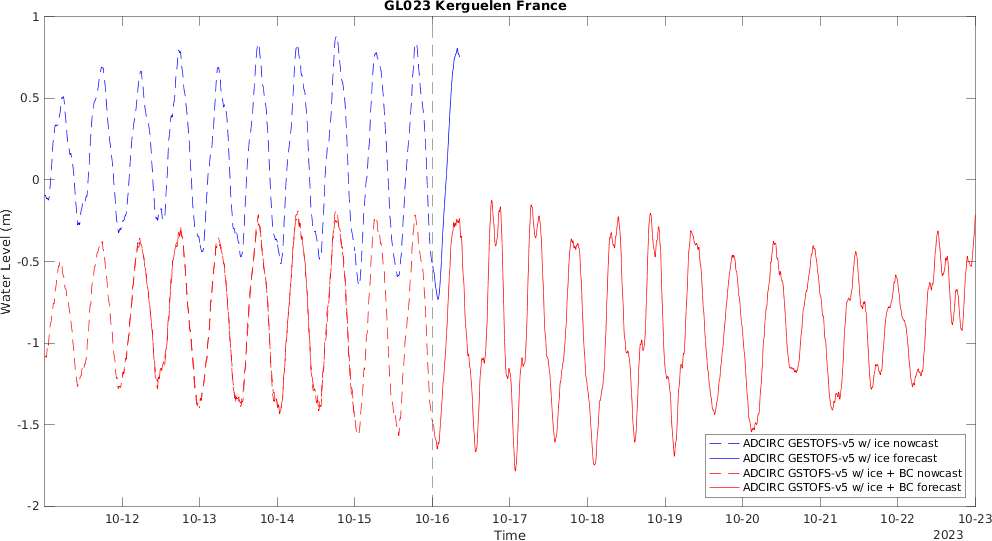 GL023 Kerguelen France
1
0.5
0
-0.5
-1
-1.5
-2
Water Level (m)
ADCIRC GESTOFS-v5 w/ ice nowcast
ADCIRC GESTOFS-v5 w/ ice forecast
ADCIRC GSTOFS-v5 w/ ice + BC nowcast
ADCIRC GSTOFS-v5 w/ ice + BC forecast
10-12 10-13 10-14 10-15 10-16 10-17 10-18 10-19 10-20 10-21 10-22 10-23
Time
2023